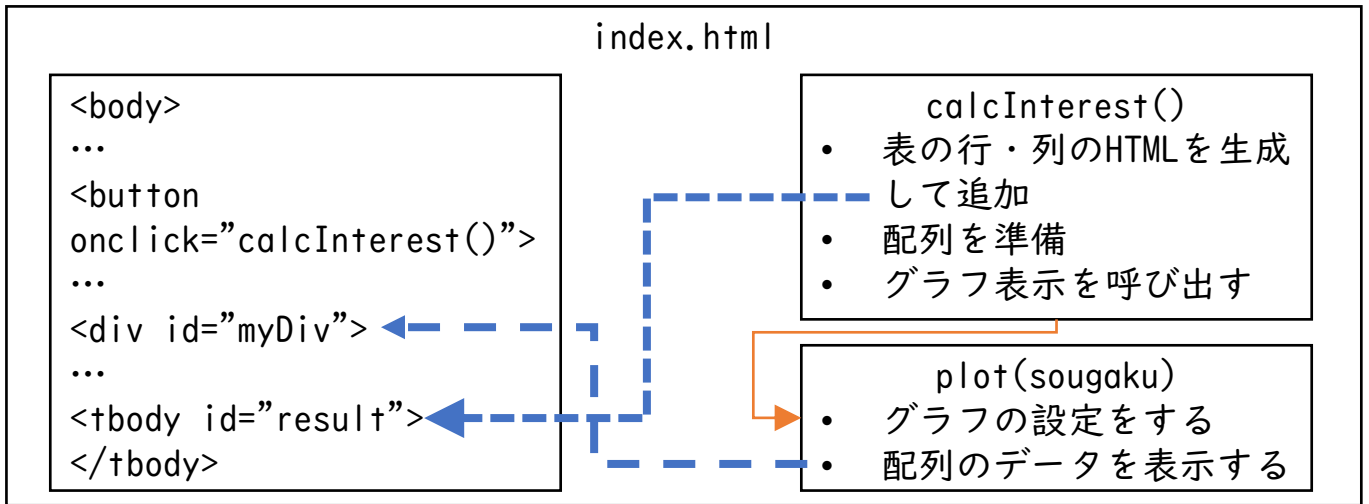 index.html
<body>
…
<button
onclick=”calcInterest()”>
…
<div id=”myDiv”>
…
<tbody id=”result”>
</tbody>
calcInterest()
• 表の行・列のHTMLを生成
して追加
• 配列を準備
• グラフ表示を呼び出す
plot(sougaku)
• グラフの設定をする
• 配列のデータを表示する